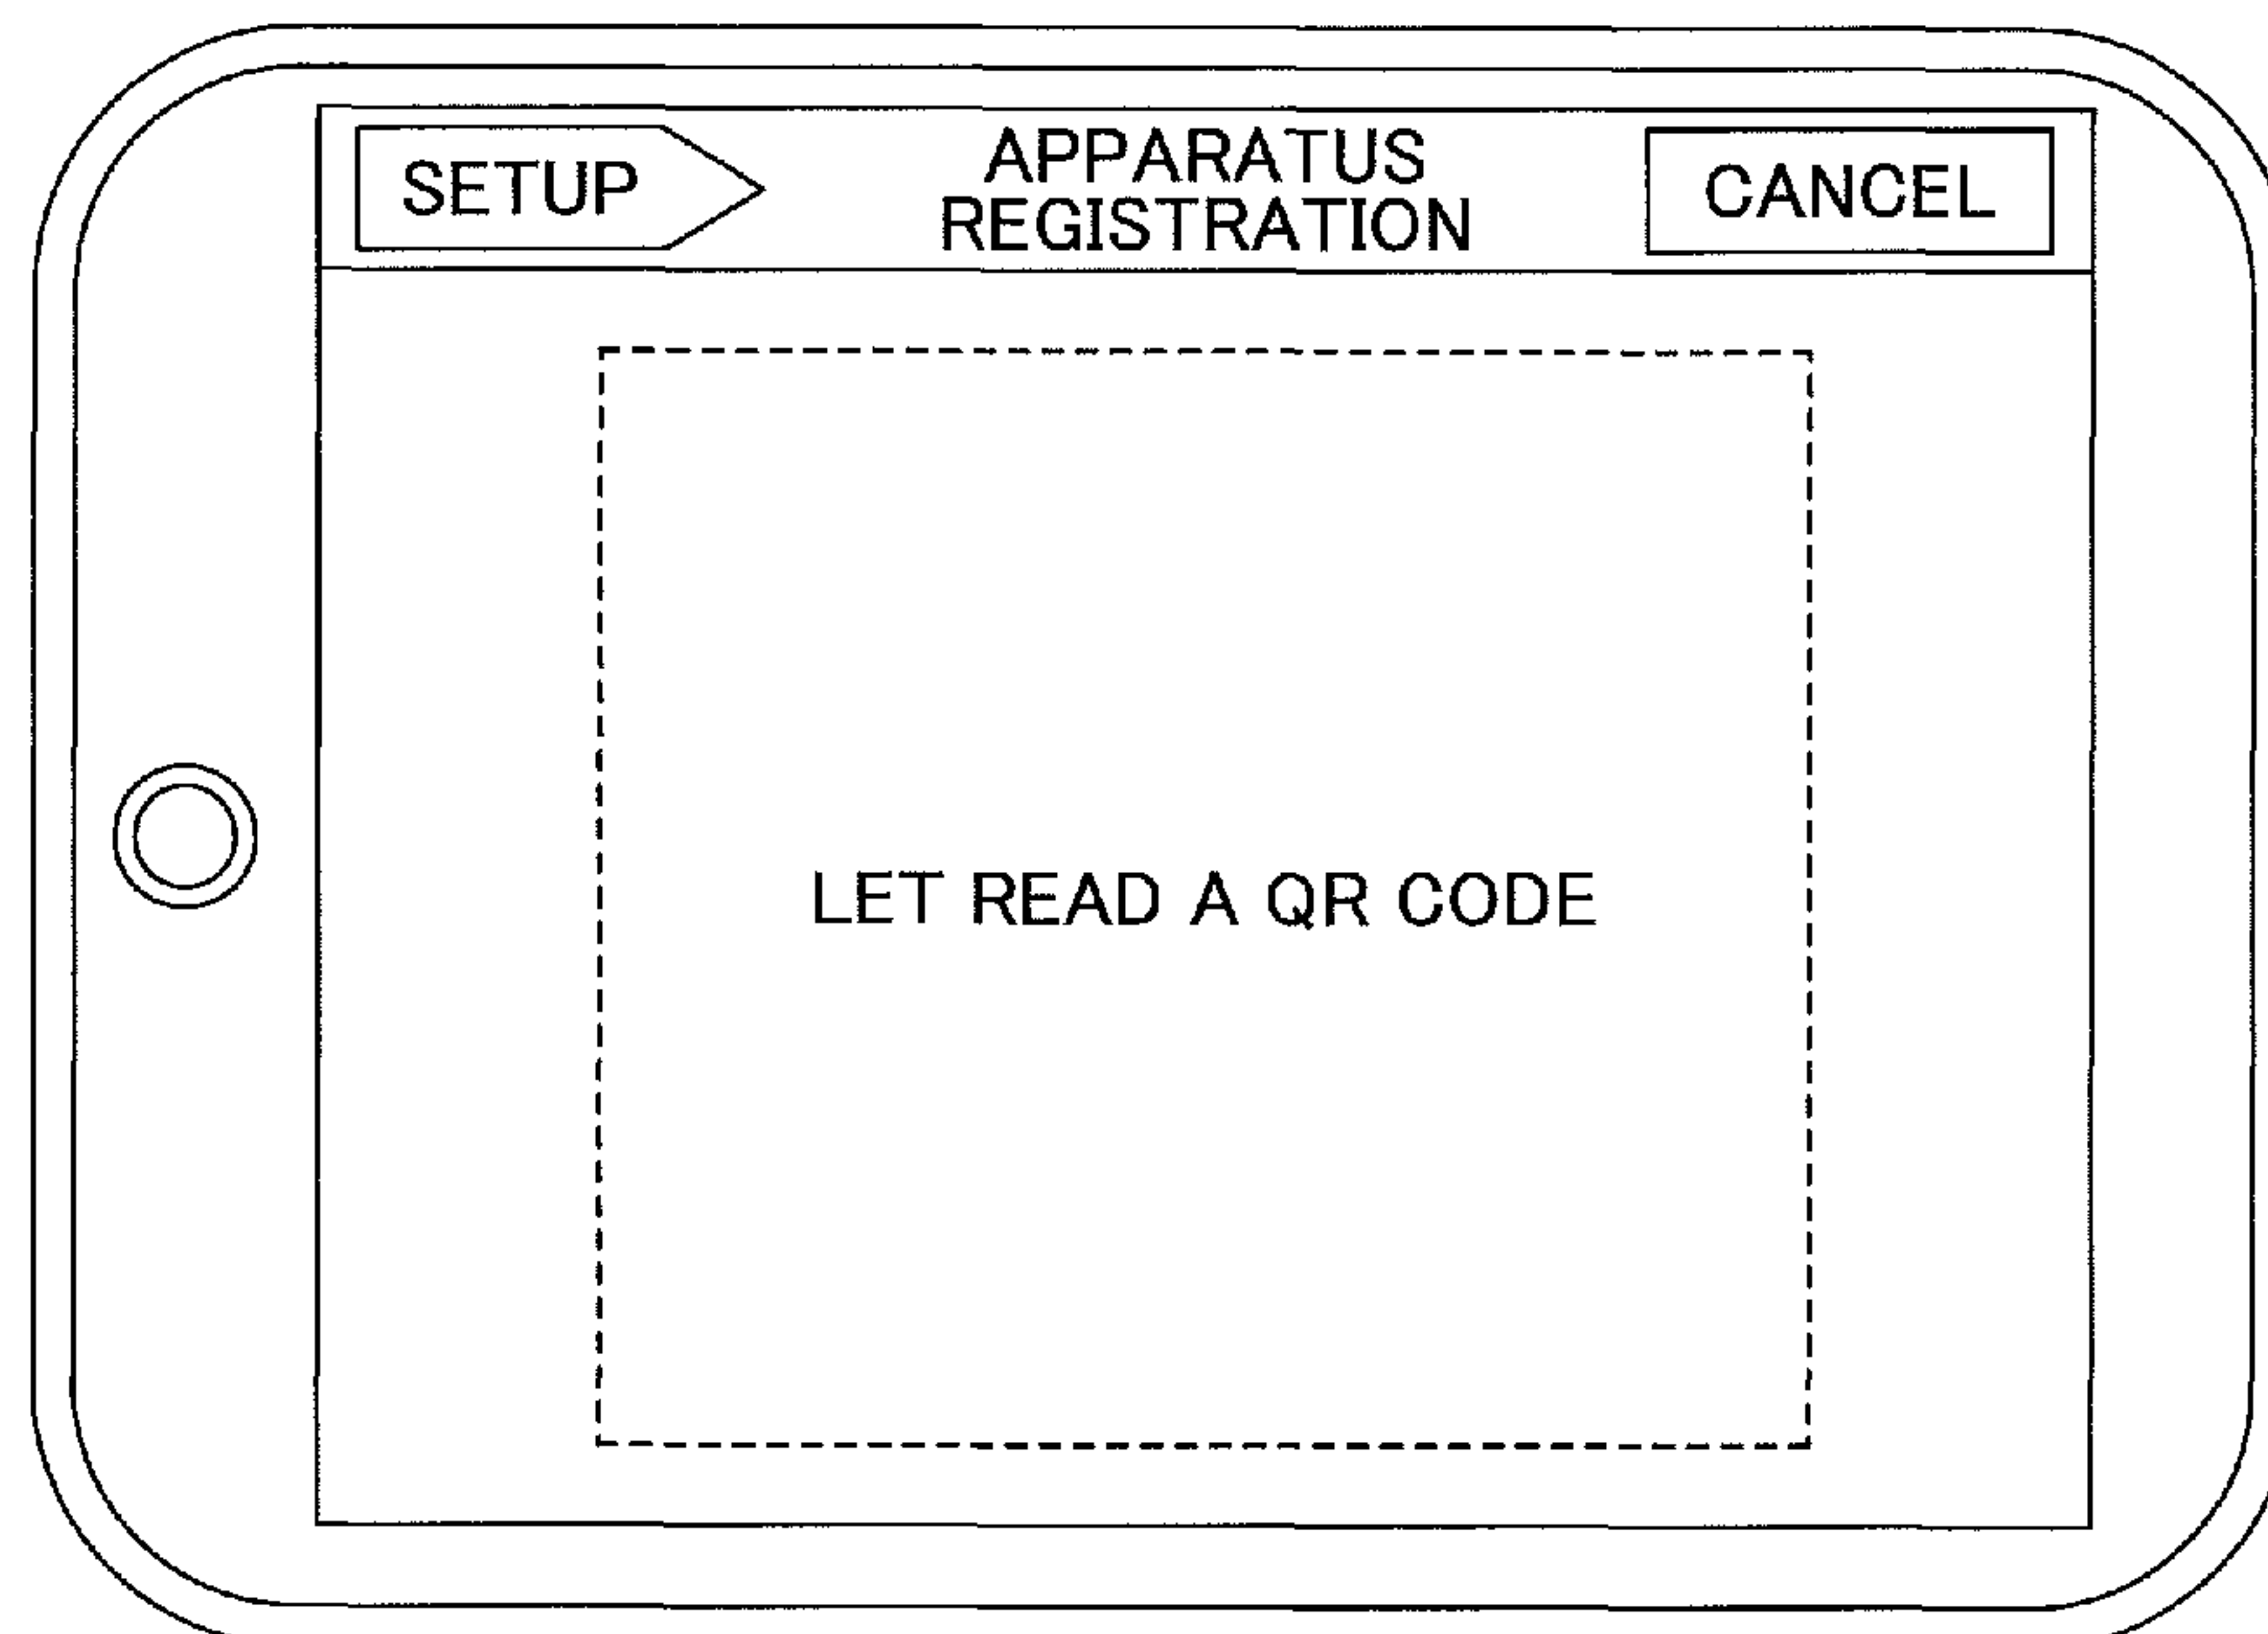 SETUP
APPARATUS
REGISTRATION
CANCEL
LET READ A QR CODE